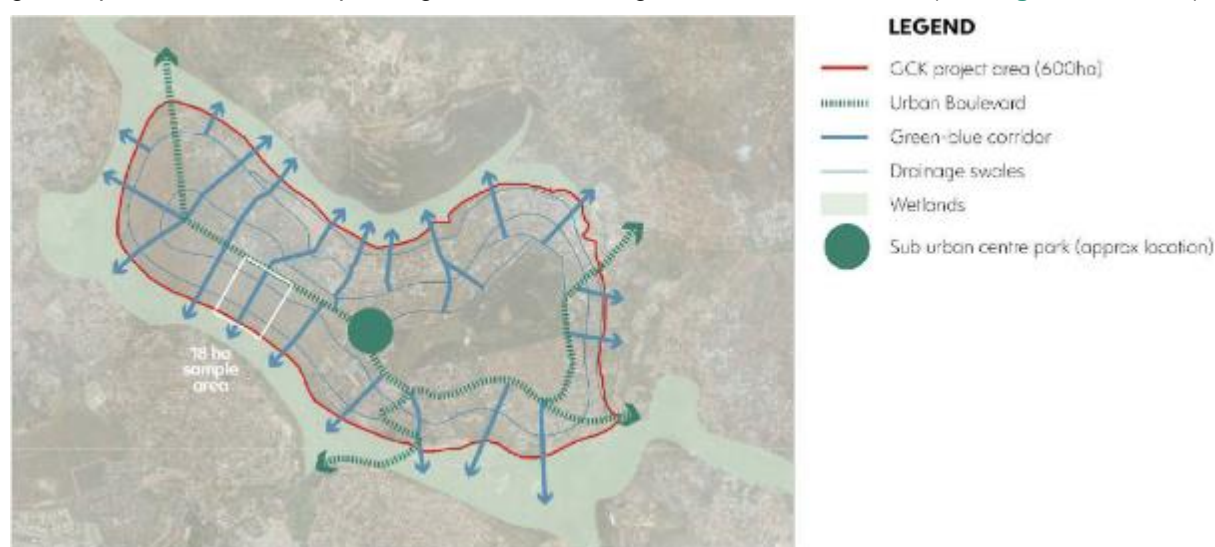 LEGEND
GCK project area (600ha)
Urban Boulevard
Green-blue corridor
Drainage swales
Wetlands
Sub urban centre park (approx location)
18 ha
sample
area